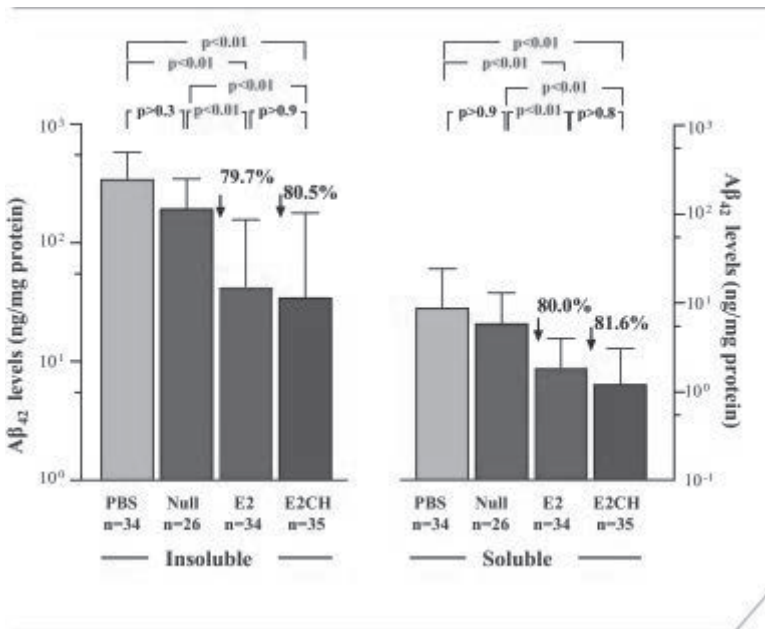 p<0.01
p<0.01
p<0.01
p>0.3 p<0.01 p>0.9
p<0.01
p<0.01
p<0.01
p>0.9 p<0.01 p>0.8
Aβ₄₂ levels (ng/mg protein)
10³
10²
10¹
10⁰
79.7%
80.5%
PBS Null E2 E2CH
n=34 n=26 n=34 n=35
Insoluble
80.0%
81.6%
PBS Null E2 E2CH
n=34 n=26 n=34 n=35
Soluble
10³
10²
10¹
10⁰
10⁻¹
Aβ₄₂ levels (ng/mg protein)